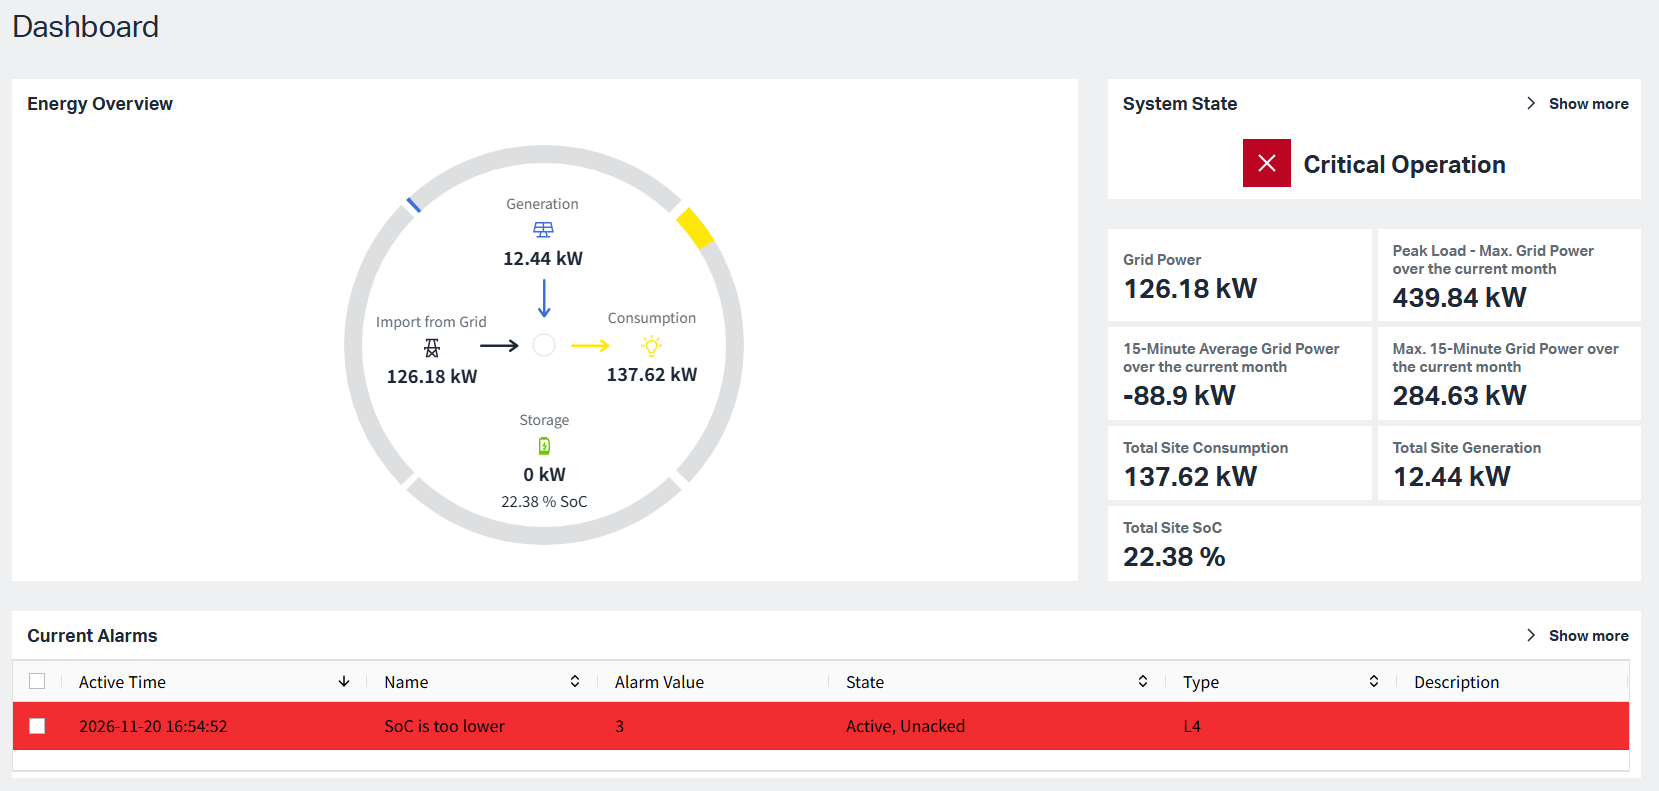 Dashboard
Energy Overview
Generation
12.44 kW
Import from Grid
126.18 kW
Consumption
137.62 kW
Storage
0 kW
22.38 % SoC
System State
Show more
Critical Operation
Grid Power
126.18 kW
Peak Load - Max. Grid Power
over the current month
439.84 kW
15-Minute Average Grid Power
over the current month
-88.9 kW
Max. 15-Minute Grid Power over
the current month
284.63 kW
Total Site Consumption
137.62 kW
Total Site Generation
12.44 kW
Total Site SoC
22.38 %
Current Alarms
Show more
Active Time Name Alarm Value State Type Description
2026-11-20 16:54:52 SoC is too lower 3 Active, Unacked L4